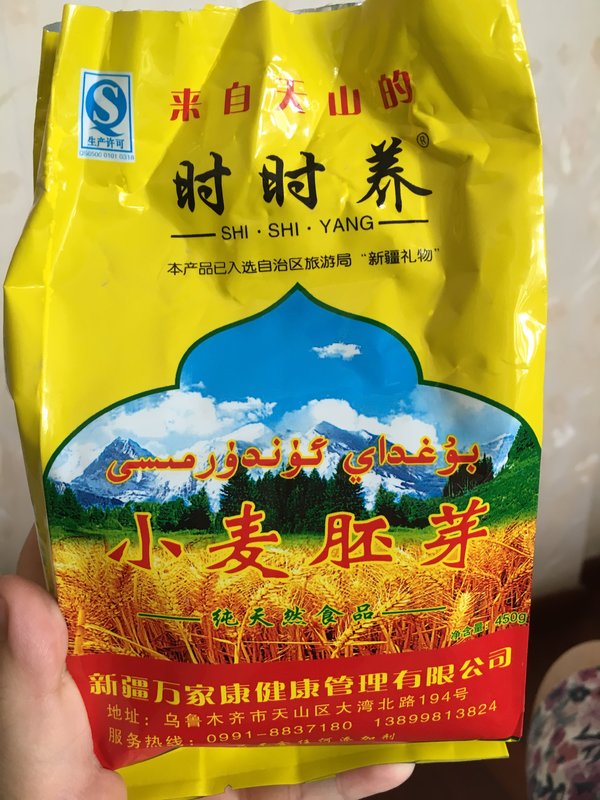 来自天山的
生产许可
QS6500 0101 0318
时时养®
SHI·SHI·YANG
本产品已入选自治区旅游局“新疆礼物”
بۇغداي گۈندۈرمىسى
小麦胚芽
纯天然食品
净含量：450g
新疆万家康健康管理有限公司
地址：乌鲁木齐市天山区大湾北路194号
服务热线：0991-8837180 13899813824